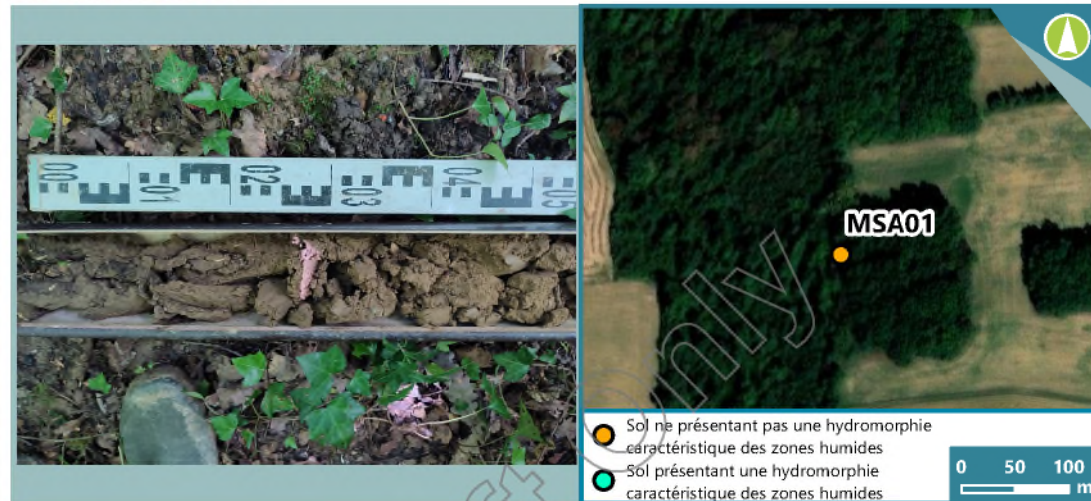 00 01 02 03 04 05
E E E E E
MSA01
Sol ne présentant pas une hydromorphie
caractéristique des zones humides
Sol présentant une hydromorphie
caractéristique des zones humides
0 50 100
m
only